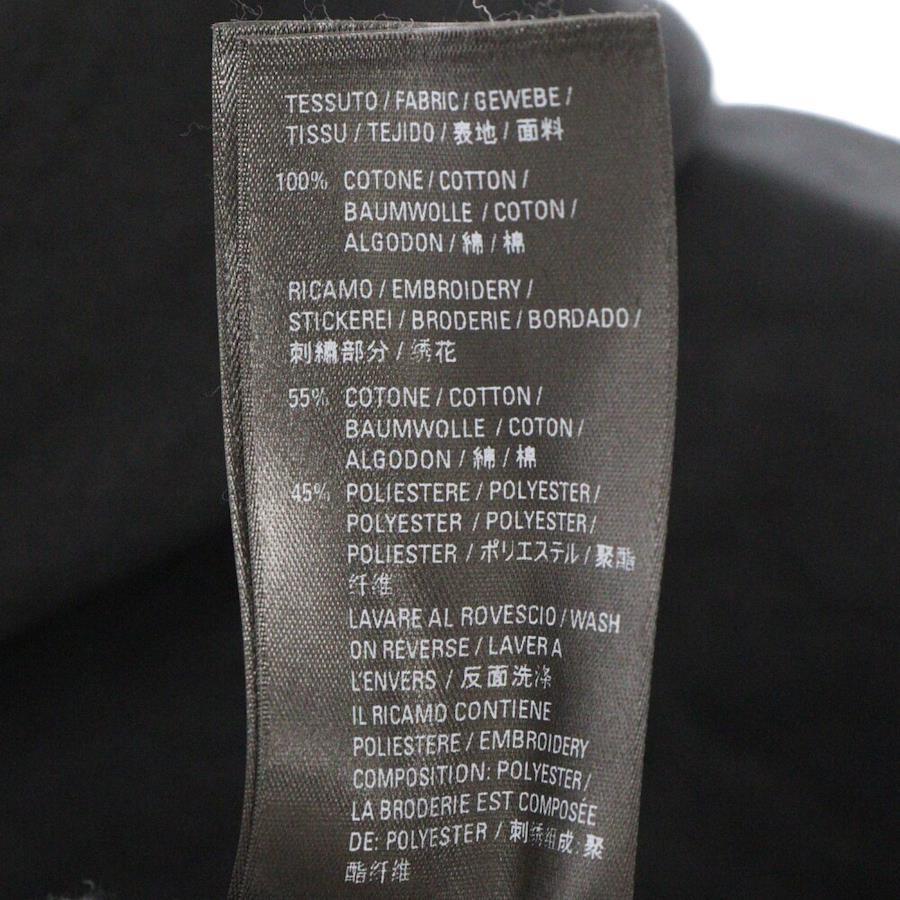 TESSUTO / FABRIC / GEWEBE /
TISSU / TEJIDO / 表地 / 面料
100% COTONE / COTTON /
BAUMWOLLE / COTON /
ALGODON / 綿 / 棉
RICAMO / EMBROIDERY /
STICKEREI / BRODERIE / BORDADO /
刺繍部分 / 绣花
55% COTONE / COTTON /
BAUMWOLLE / COTON /
ALGODON / 綿 / 棉
45% POLIESTERE / POLYESTER /
POLYESTER / POLYESTER /
POLIESTER / ポリエステル / 聚酯
纤维
LAVARE AL ROVESCIO / WASH
ON REVERSE / LAVER A
L'ENVERS / 反面洗涤
IL RICAMO CONTIENE
POLIESTERE / EMBROIDERY
COMPOSITION: POLYESTER /
LA BRODERIE EST COMPOSÉE
DE: POLYESTER / 刺绣组成: 聚
酯纤维